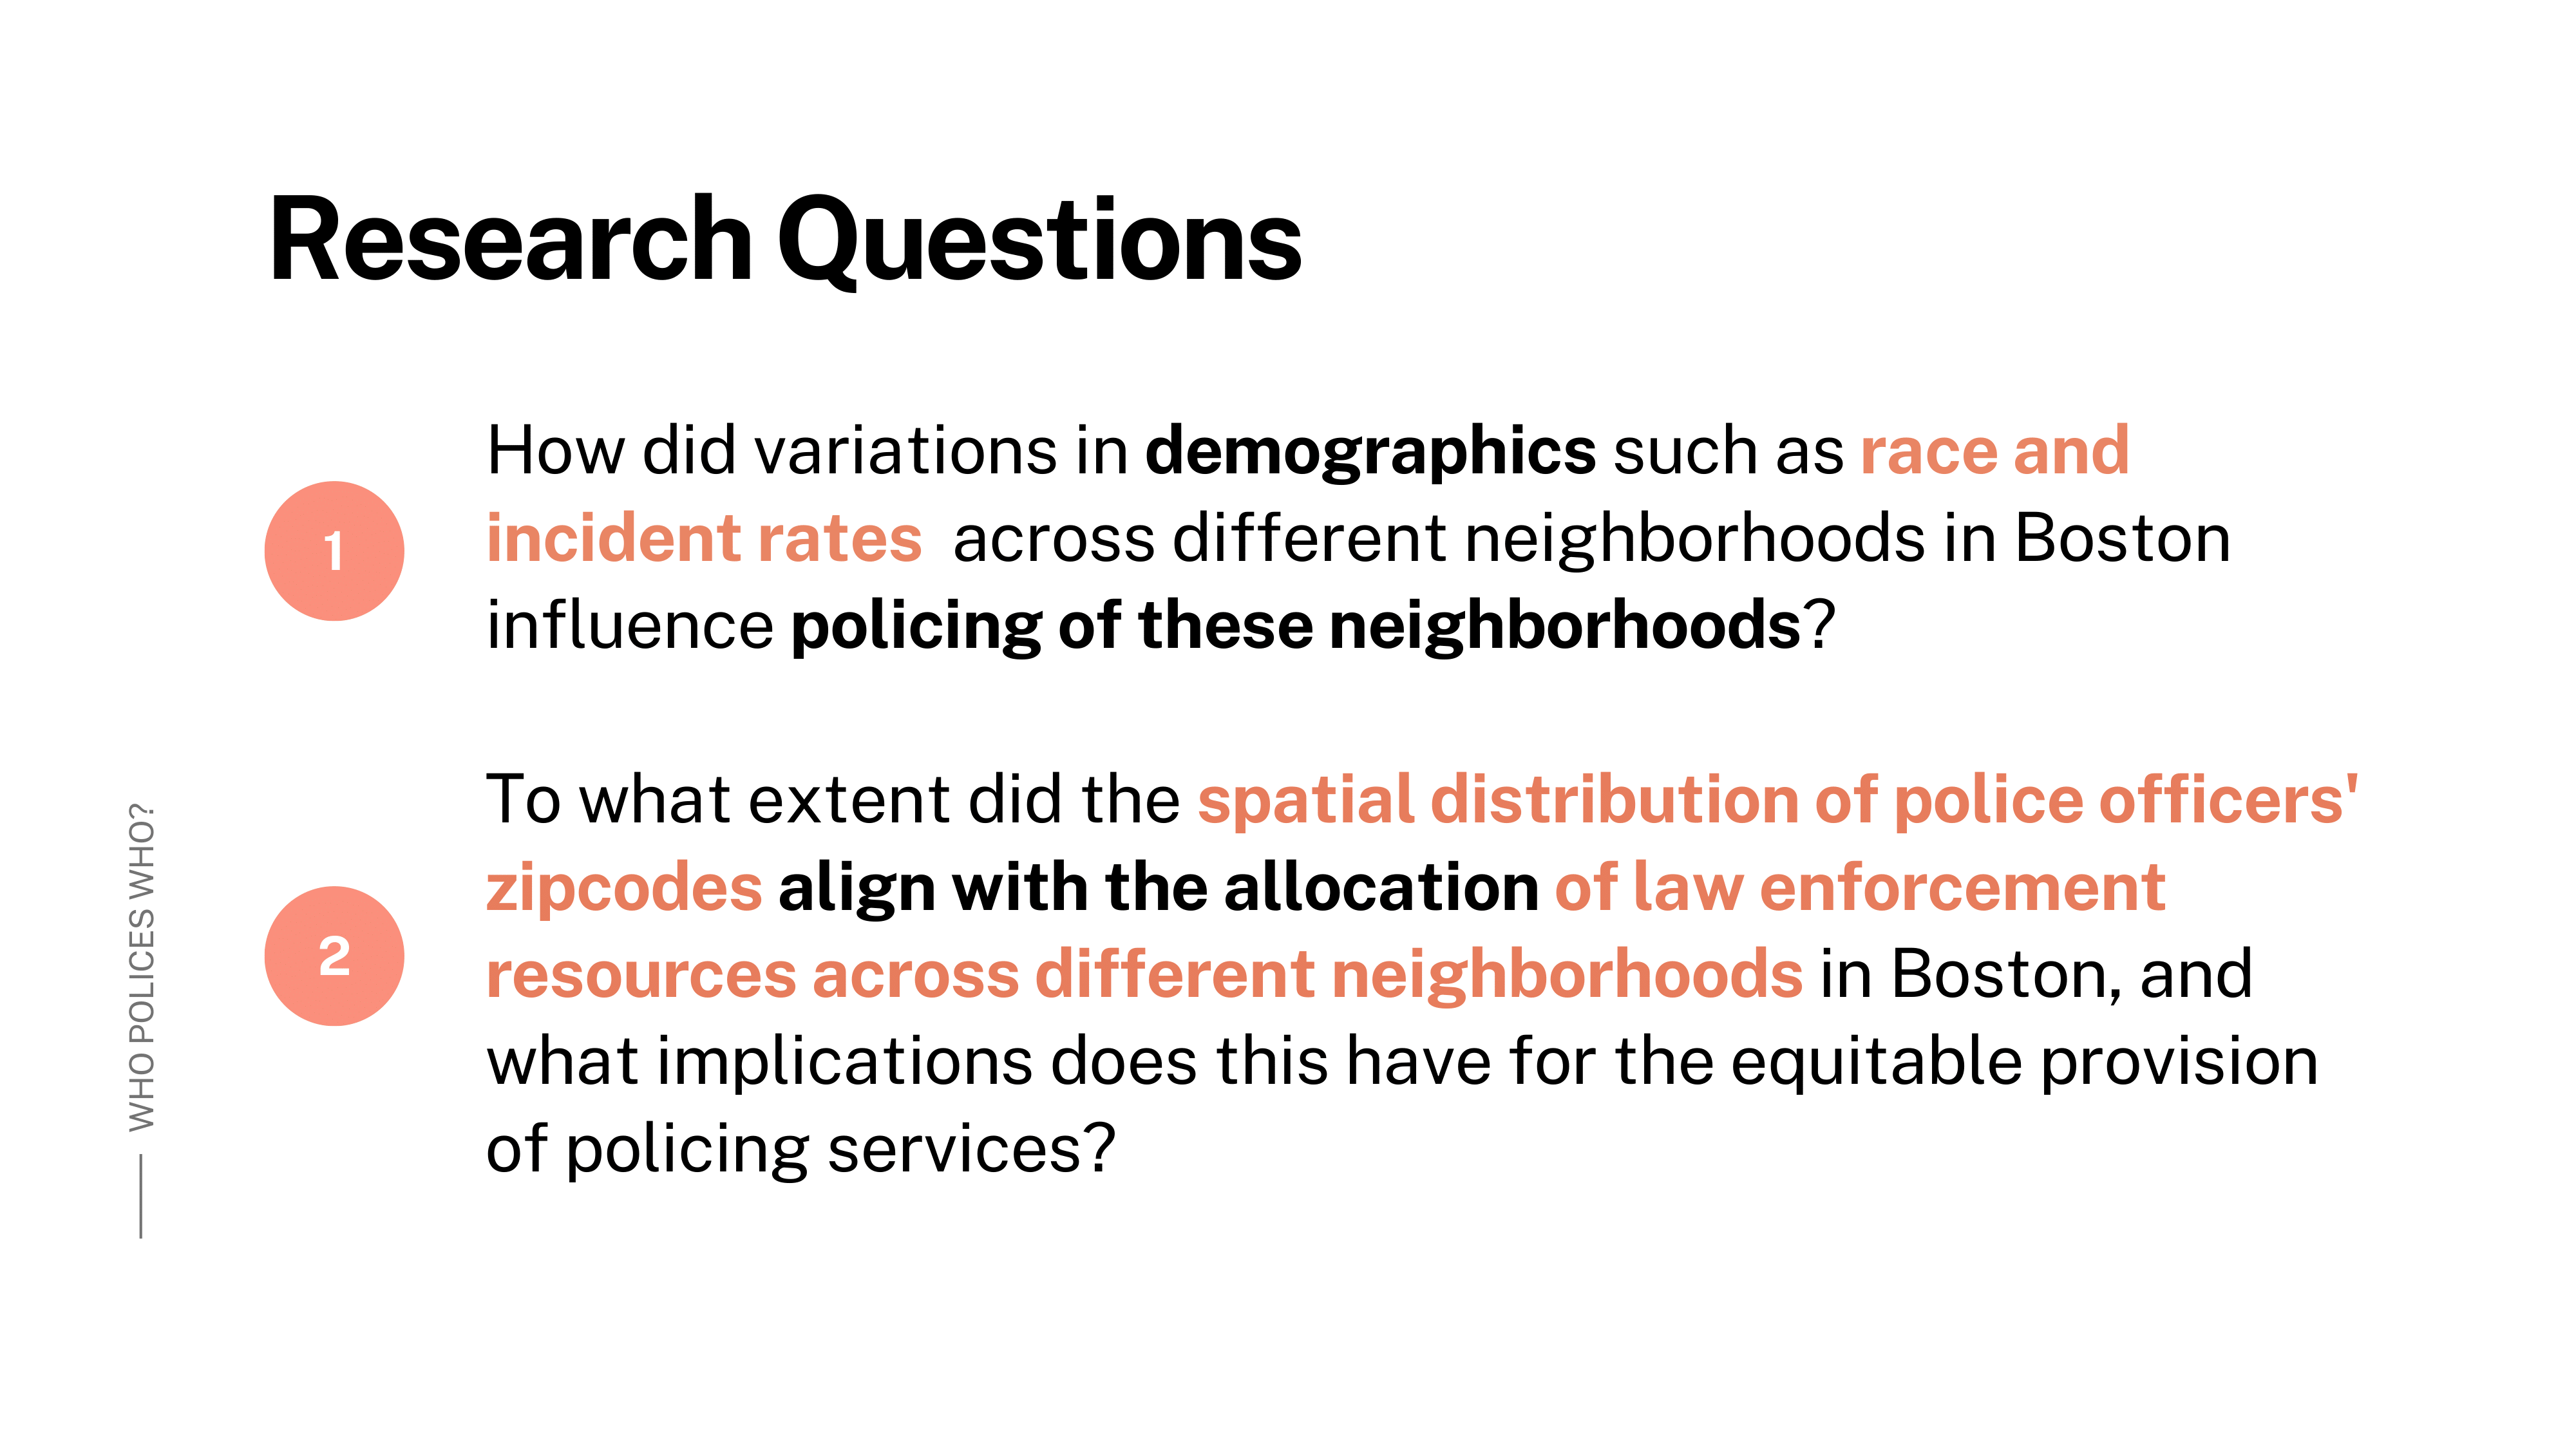 Research Questions
1
How did variations in demographics such as race and
incident rates  across different neighborhoods in Boston
influence policing of these neighborhoods?
2
To what extent did the spatial distribution of police officers'
zipcodes align with the allocation of law enforcement
resources across different neighborhoods in Boston, and
what implications does this have for the equitable provision
of policing services?
WHO POLICES WHO?